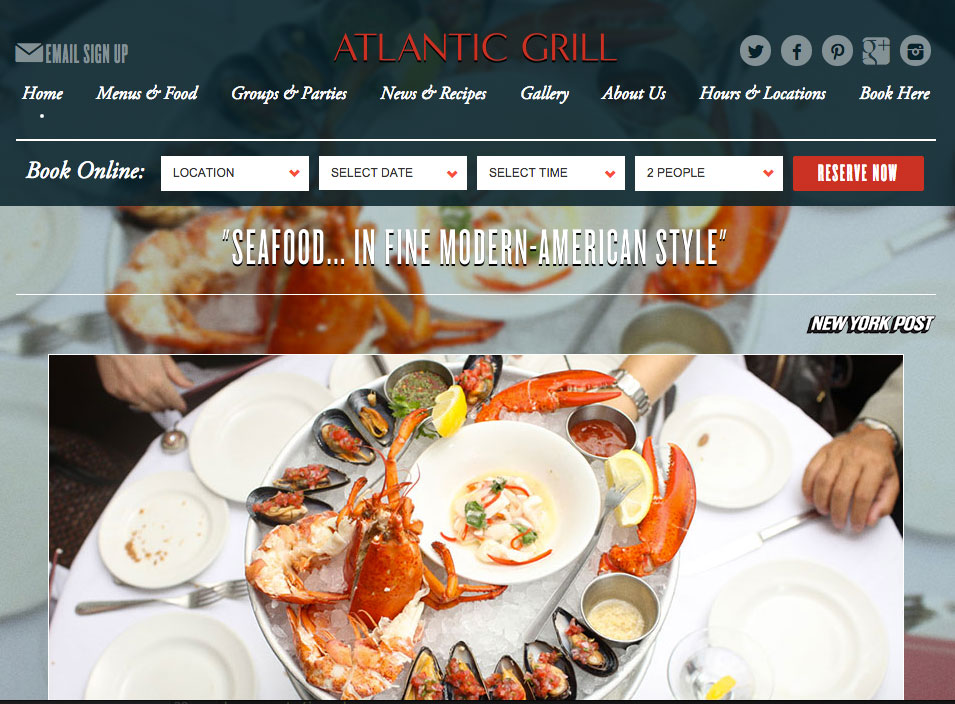 EMAIL SIGN UP
ATLANTIC GRILL
Home Menus & Food Groups & Parties News & Recipes Gallery About Us Hours & Locations Book Here
Book Online: LOCATION SELECT DATE SELECT TIME 2 PEOPLE RESERVE NOW
"SEAFOOD... IN FINE MODERN-AMERICAN STYLE"
NEW YORK POST